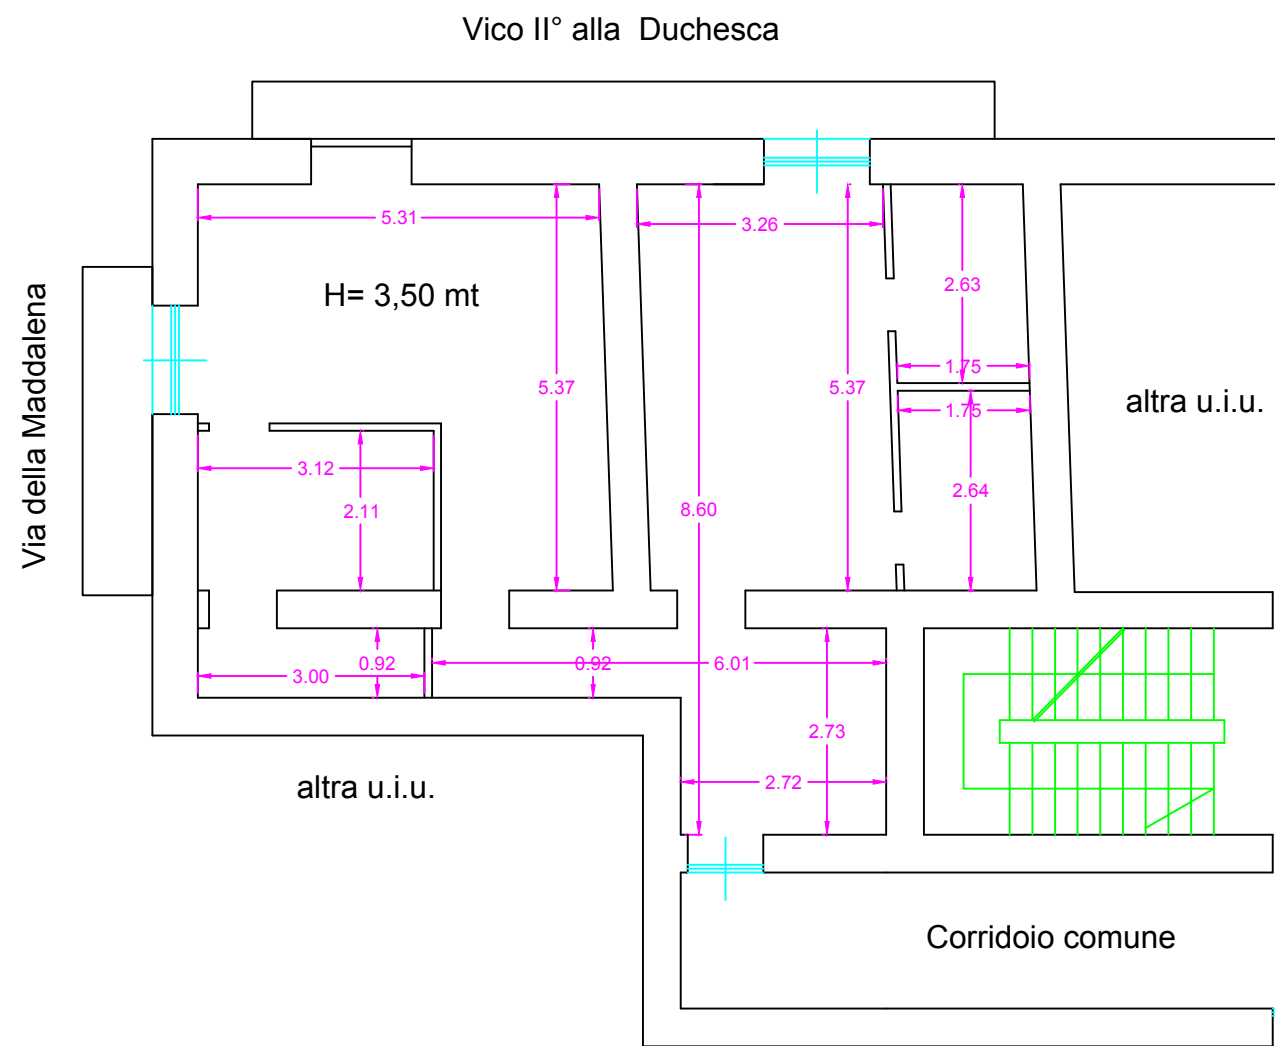 Vico II° alla Duchesca
5.31
3.26
2.63
H= 3,50 mt
Via della Maddalena
1.75
5.37
5.37
1.75
altra u.i.u.
3.12
2.11
2.64
8.60
0.92
0.92
6.01
3.00
2.73
2.72
altra u.i.u.
Corridoio comune